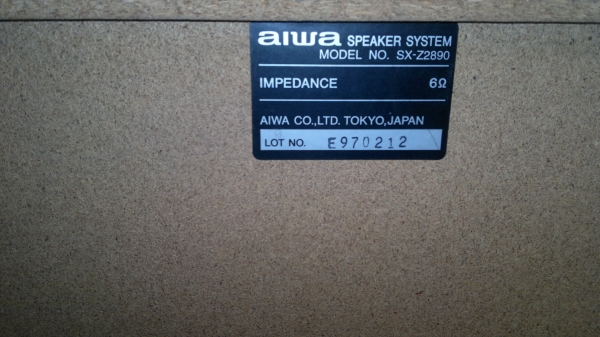 aiwa SPEAKER SYSTEM
MODEL NO. SX-Z2890
IMPEDANCE 6Ω
AIWA CO.,LTD. TOKYO,JAPAN
LOT NO. E970212